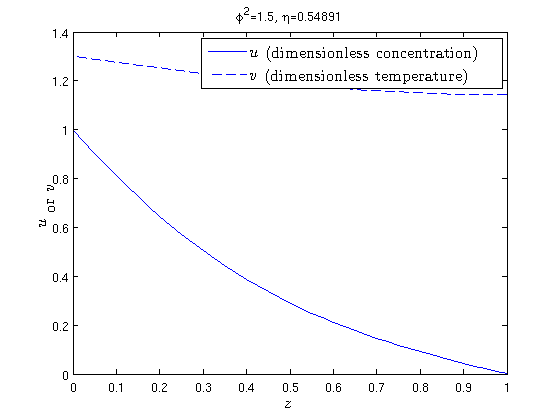 ϕ²=1.5, η=0.54891
u (dimensionless concentration)
v (dimensionless temperature)
1.4
1.2
1
0.8
0.6
0.4
0.2
0
u or v
0 0.1 0.2 0.3 0.4 0.5 0.6 0.7 0.8 0.9 1
z